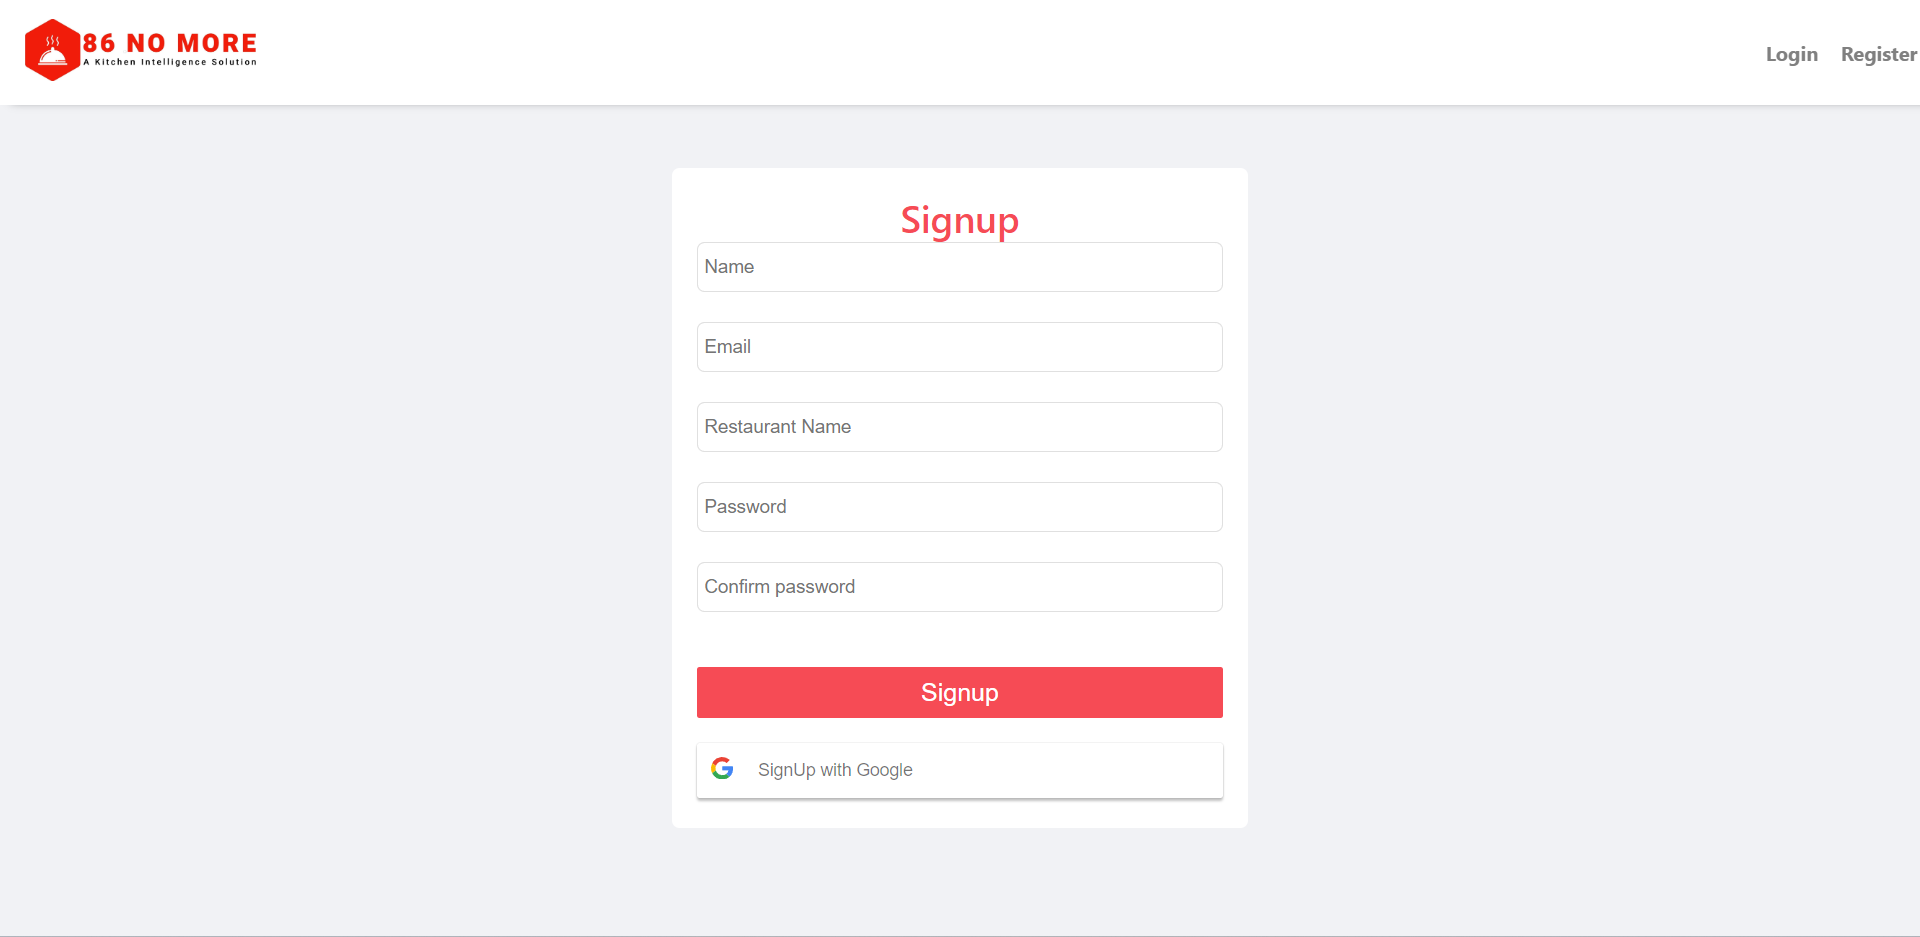 86 NO MORE
A Kitchen Intelligence Solution
Login Register
Signup
Name
Email
Restaurant Name
Password
Confirm password
Signup
SignUp with Google